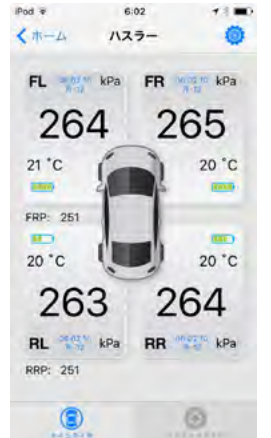 iPod 6:02
ホーム ハスラー
FL kPa FR kPa
264 265
21 °C 20 °C
FRP: 251
20 °C 20 °C
263 264
RL kPa RR kPa
RRP: 251